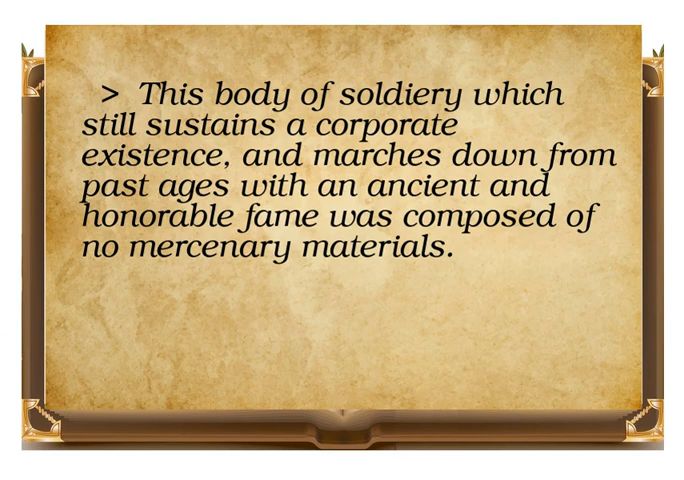 > This body of soldiery which
still sustains a corporate
existence, and marches down from
past ages with an ancient and
honorable fame was composed of
no mercenary materials.